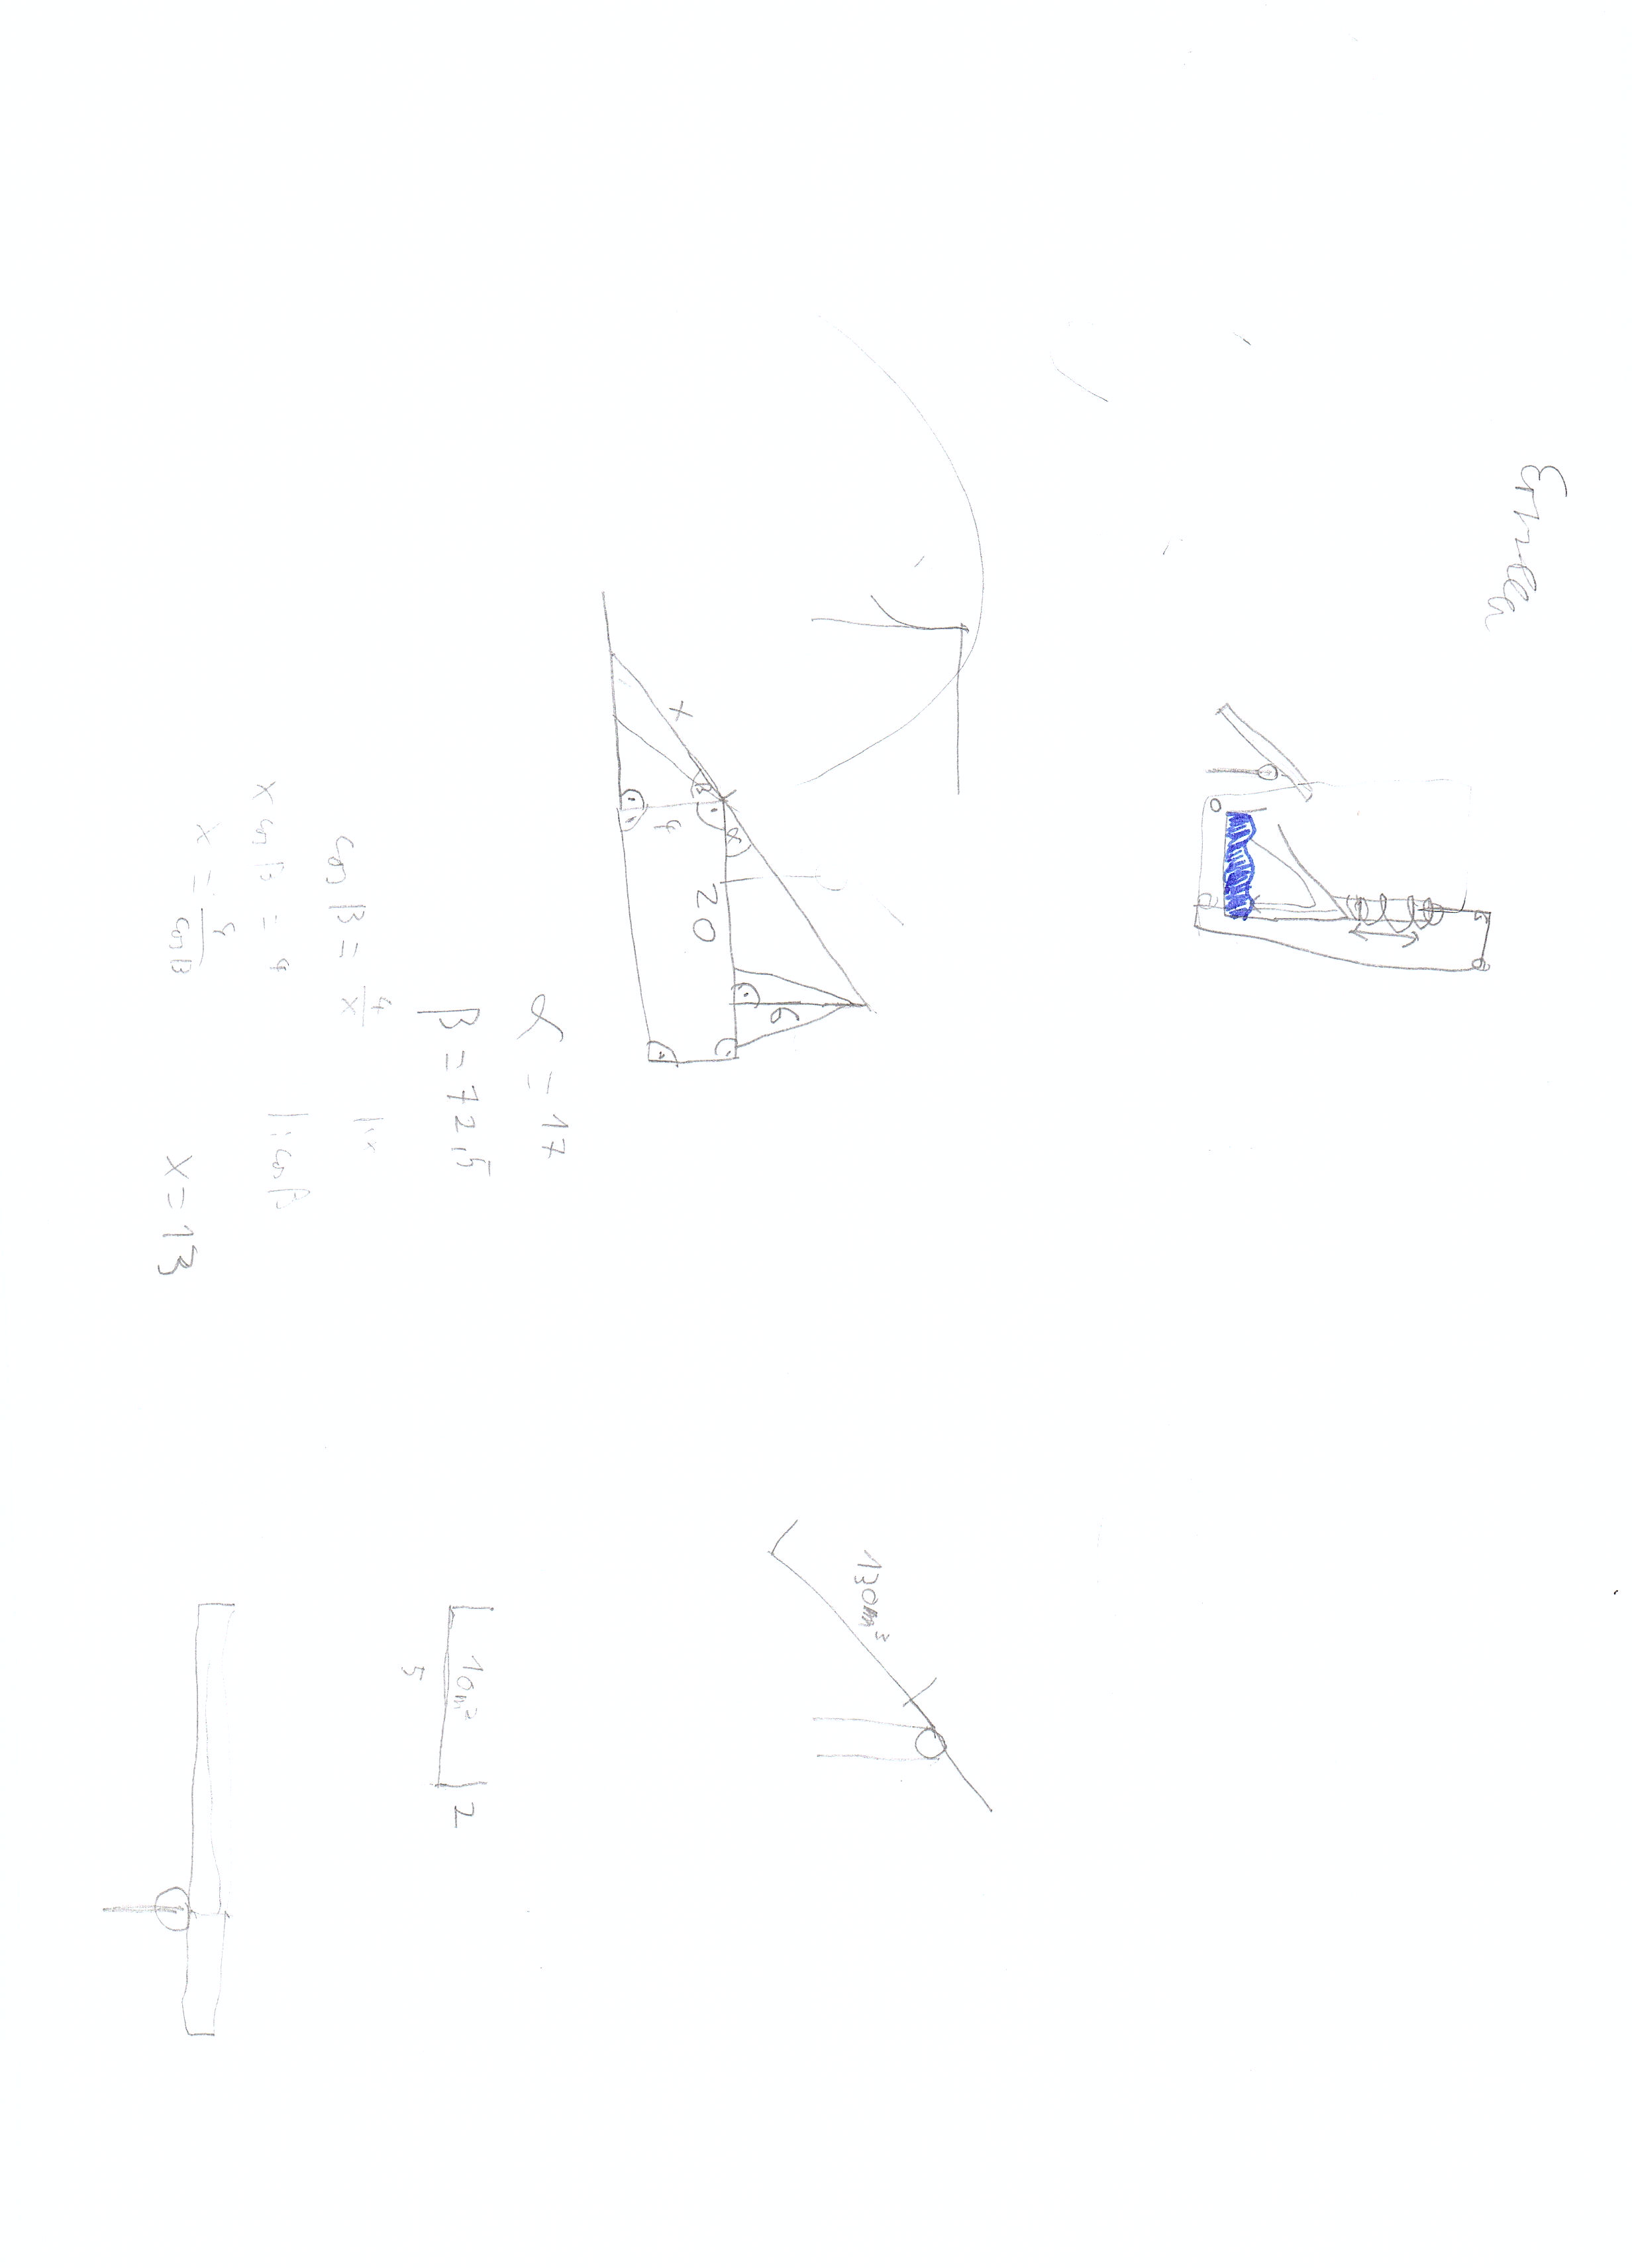 6
α
20
β
x
4
130m³
α = 17
β = 72,5
10m² 2
5
cos β = 4/x |·x
x cos β = 4 |: cos β
x = 4/cos β
x = 13